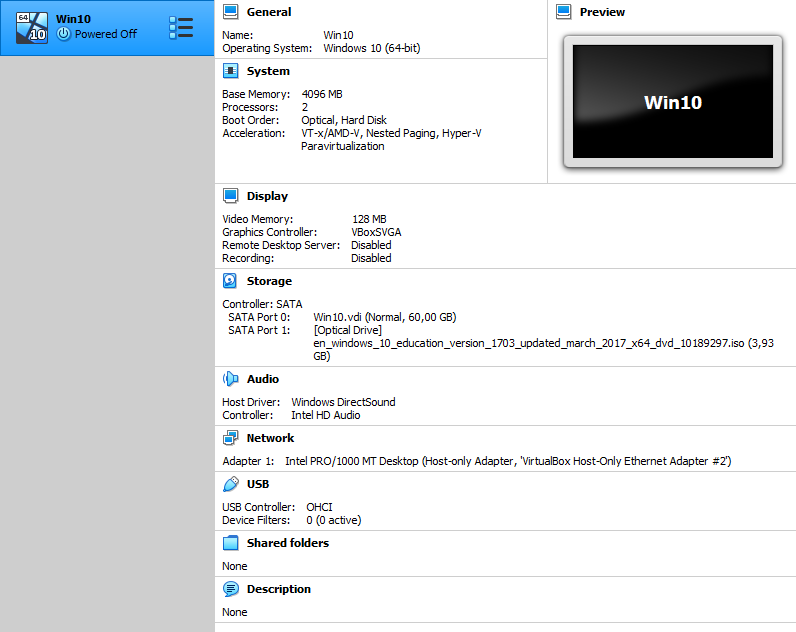 64
10
Win10
Powered Off
General
Name: Win10
Operating System: Windows 10 (64-bit)
System
Base Memory: 4096 MB
Processors: 2
Boot Order: Optical, Hard Disk
Acceleration: VT-x/AMD-V, Nested Paging, Hyper-V
Paravirtualization
Preview
Win10
Display
Video Memory: 128 MB
Graphics Controller: VBoxSVGA
Remote Desktop Server: Disabled
Recording: Disabled
Storage
Controller: SATA
SATA Port 0: Win10.vdi (Normal, 60,00 GB)
SATA Port 1: [Optical Drive]
en_windows_10_education_version_1703_updated_march_2017_x64_dvd_10189297.iso (3,93
GB)
Audio
Host Driver: Windows DirectSound
Controller: Intel HD Audio
Network
Adapter 1: Intel PRO/1000 MT Desktop (Host-only Adapter, 'VirtualBox Host-Only Ethernet Adapter #2')
USB
USB Controller: OHCI
Device Filters: 0 (0 active)
Shared folders
None
Description
None